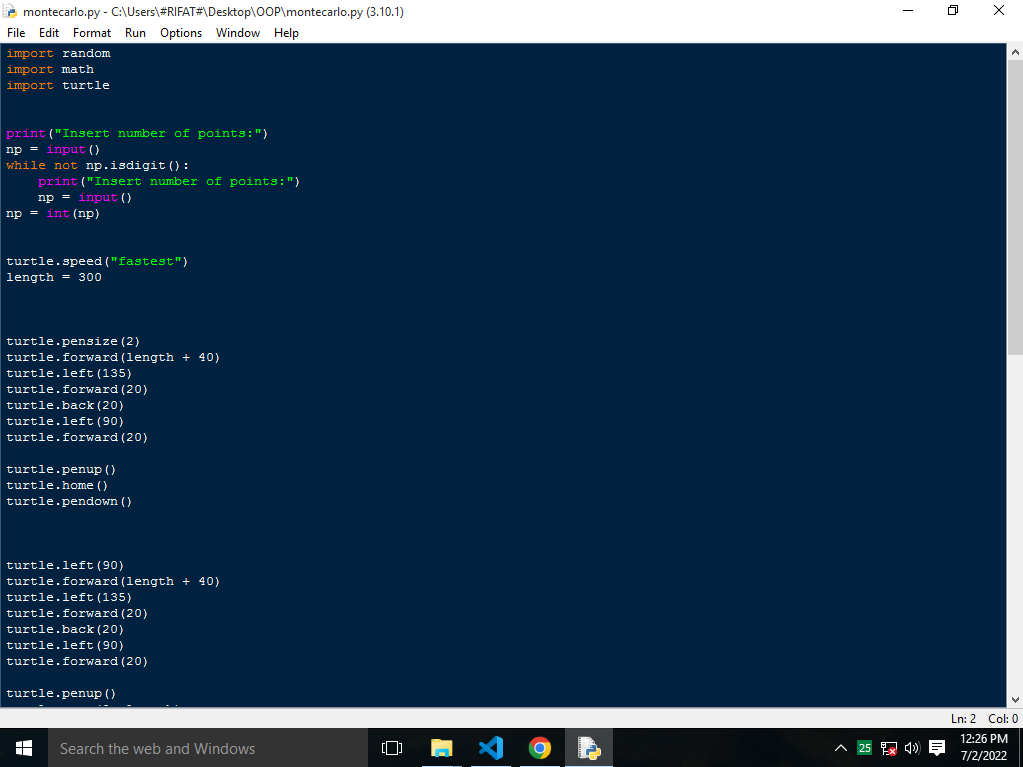 montecarlo.py - C:\Users\#RIFAT#\Desktop\OOP\montecarlo.py (3.10.1)
File Edit Format Run Options Window Help
import random
import math
import turtle
print("Insert number of points:")
np = input()
while not np.isdigit():
    print("Insert number of points:")
    np = input()
np = int(np)
turtle.speed("fastest")
length = 300
turtle.pensize(2)
turtle.forward(length + 40)
turtle.left(135)
turtle.forward(20)
turtle.back(20)
turtle.left(90)
turtle.forward(20)
turtle.penup()
turtle.home()
turtle.pendown()
turtle.left(90)
turtle.forward(length + 40)
turtle.left(135)
turtle.forward(20)
turtle.back(20)
turtle.left(90)
turtle.forward(20)
turtle.penup()
Ln: 2 Col: 0
Search the web and Windows
25
12:26 PM
7/2/2022